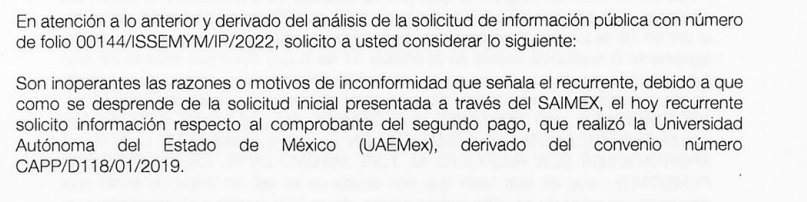 En atención a lo anterior y derivado del análisis de la solicitud de información pública con número
de folio 00144/ISSEMYM/IP/2022, solicito a usted considerar lo siguiente:
Son inoperantes las razones o motivos de inconformidad que señala el recurrente, debido a que
como se desprende de la solicitud inicial presentada a través del SAIMEX, el hoy recurrente
solicito información respecto al comprobante del segundo pago, que realizó la Universidad
Autónoma del Estado de México (UAEMex), derivado del convenio número
CAPP/D118/01/2019.